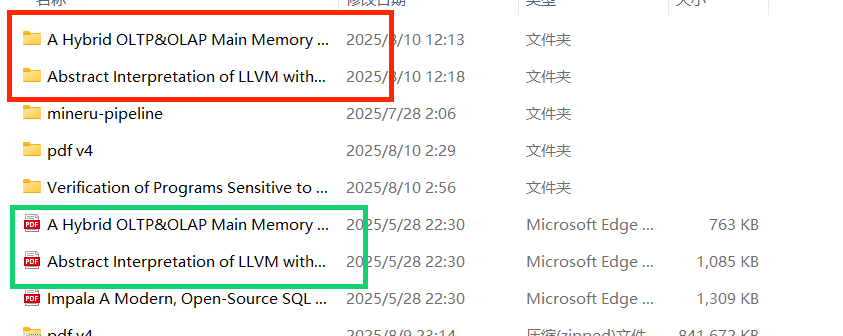 名称 修改日期 类型 大小
A Hybrid OLTP&OLAP Main Memory ... 2025/8/10 12:13 文件夹
Abstract Interpretation of LLVM with... 2025/8/10 12:18 文件夹
mineru-pipeline 2025/7/28 2:06 文件夹
pdf v4 2025/8/10 2:29 文件夹
Verification of Programs Sensitive to ... 2025/8/10 2:56 文件夹
PDF A Hybrid OLTP&OLAP Main Memory ... 2025/5/28 22:30 Microsoft Edge ... 763 KB
PDF Abstract Interpretation of LLVM with... 2025/5/28 22:30 Microsoft Edge ... 1,085 KB
PDF Impala A Modern, Open-Source SQL ... 2025/5/28 22:30 Microsoft Edge ... 1,309 KB
pdf v4 2025/8/9 23:14 压缩(zipped)文件... 841,672 KB